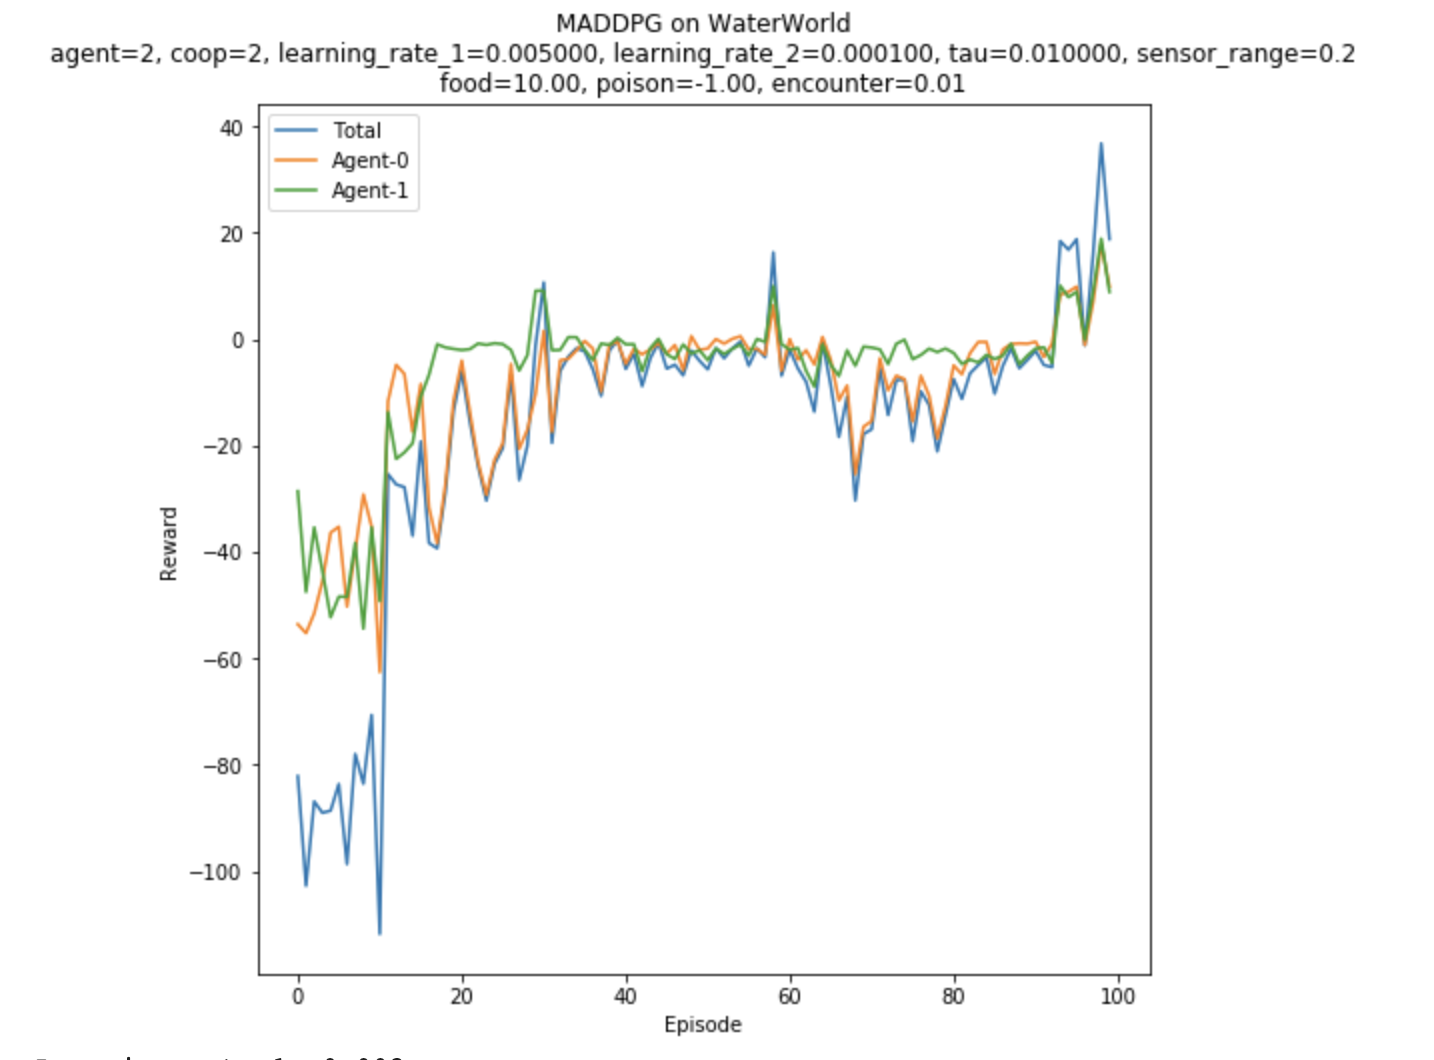 MADDPG on WaterWorld
agent=2, coop=2, learning_rate_1=0.005000, learning_rate_2=0.000100, tau=0.010000, sensor_range=0.2
food=10.00, poison=-1.00, encounter=0.01
Total
Agent-0
Agent-1
40
20
0
−20
−40
−60
−80
−100
Reward
0 20 40 60 80 100
Episode